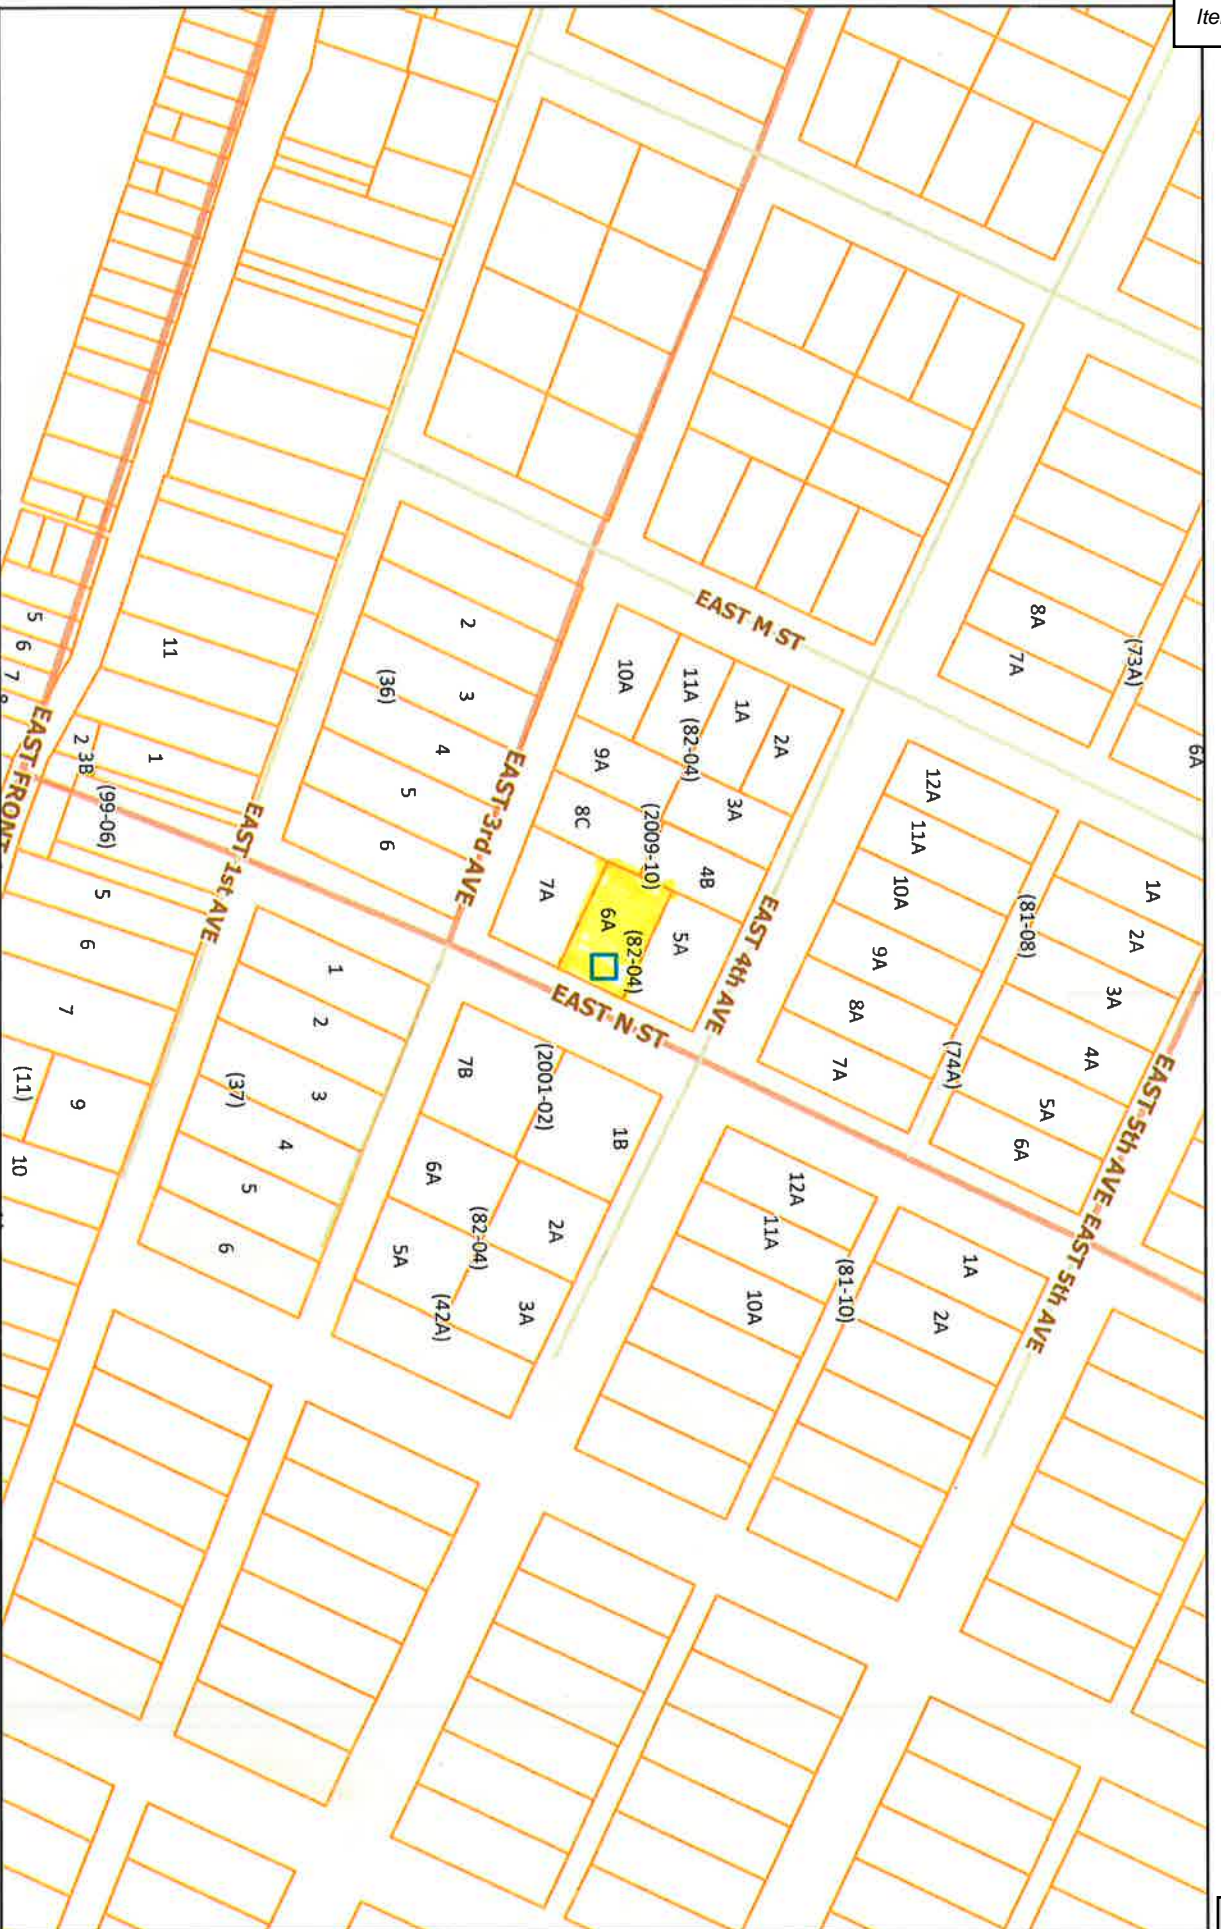 Ite
8A
7A
(73A)
6A
EAST M ST
2
3
(36)
4
5
6
10A
11A
1A
2A
(82-04)
9A
3A
8C
(2009-10)
4B
7A
6A
(82-04)
5A
12A
11A
10A
9A
8A
7A
(81-08)
(74A)
1A
2A
3A
4A
5A
6A
5
6
7
11
1
2
3B
(99-06)
EAST FRONT
EAST 1st AVE
EAST 3rd AVE
EAST 4th AVE
EAST N ST
EAST 5th AVE
EAST 5th AVE
5
6
7
9
(11)
10
1
2
3
(37)
4
5
6
7B
(2001-02)
1B
6A
2A
(82-04)
5A
(42A)
3A
12A
11A
10A
(81-10)
1A
2A